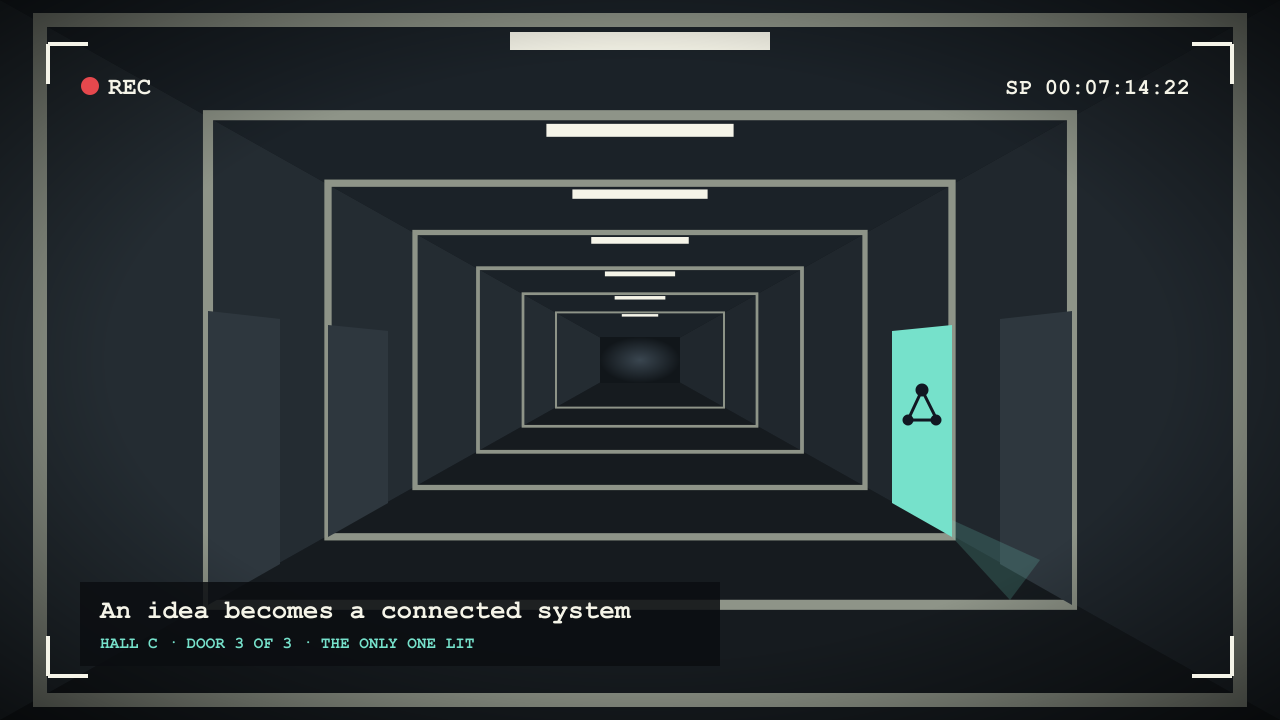 REC
SP 00:07:14:22
An idea becomes a connected system
HALL C · DOOR 3 OF 3 · THE ONLY ONE LIT